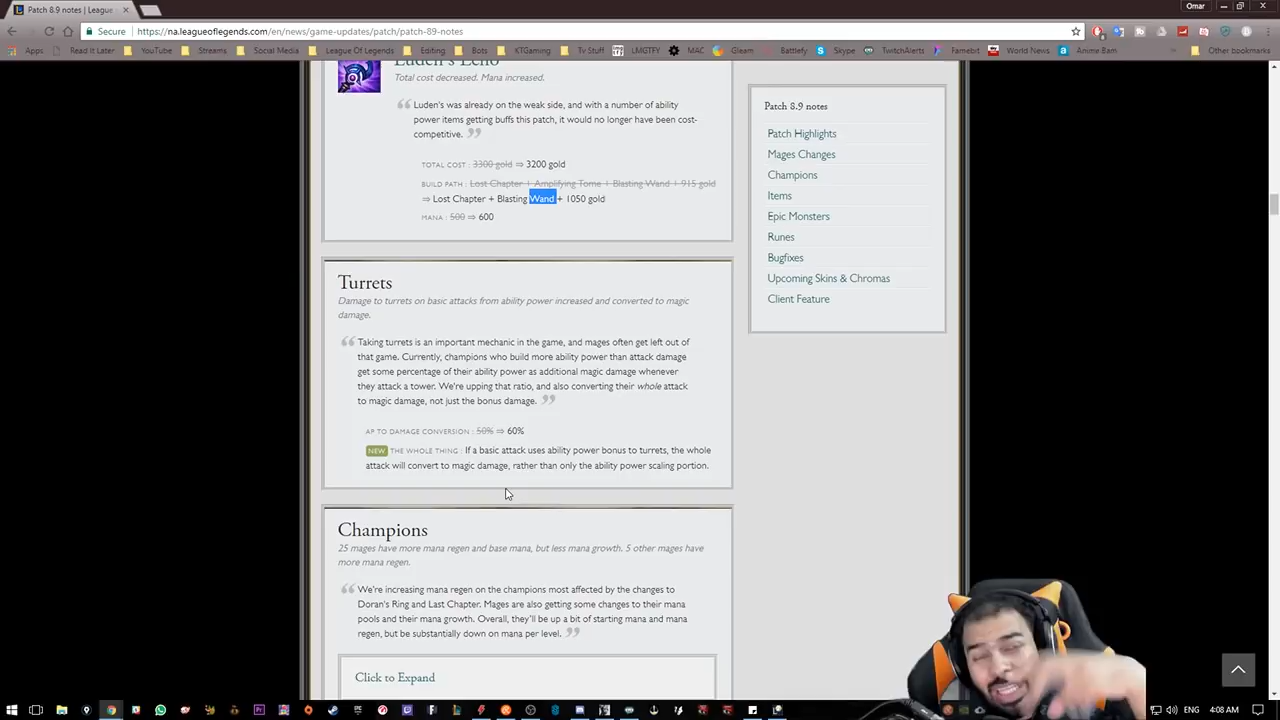 Patch 8.9 notes | League
Omar
Secure
https://na.leagueoflegends.com/en/news/game-updates/patch/patch-89-notes
Apps
Read It Later
YouTube
Streams
Social Media
League Of Legends
Editing
Bots
XTGaming
Tv Stuff
LMGTFY
MAC
Gleam
Battlefy
Skype
TwitchAlerts
Famebit
World News
Anime Bam
Other bookmarks
Luden's Echo
Total cost decreased. Mana increased.
Luden's was already on the weak side, and with a number of ability
power items getting buffs this patch, it would no longer have been cost-
competitive.
TOTAL COST : 3300 gold ⇒ 3200 gold
BUILD PATH : Lost Chapter + Amplifying Tome + Blasting Wand + 915 gold
⇒ Lost Chapter + Blasting Wand + 1050 gold
MANA : 500 ⇒ 600
Turrets
Damage to turrets on basic attacks from ability power increased and converted to magic
damage.
Taking turrets is an important mechanic in the game, and mages often get left out of
that game. Currently, champions who build more ability power than attack damage
get some percentage of their ability power as additional magic damage whenever
they attack a tower. We're upping that ratio, and also converting their whole attack
to magic damage, not just the bonus damage.
AP TO DAMAGE CONVERSION : 50% ⇒ 60%
NEW THE WHOLE THING : If a basic attack uses ability power bonus to turrets, the whole
attack will convert to magic damage, rather than only the ability power scaling portion.
Champions
25 mages have more mana regen and base mana, but less mana growth. 5 other mages have
more mana regen.
We're increasing mana regen on the champions most affected by the changes to
Doran's Ring and Last Chapter. Mages are also getting some changes to their mana
pools and their mana growth. Overall, they'll be up a bit of starting mana and mana
regen, but be substantially down on mana per level.
Click to Expand
Patch 8.9 notes
Patch Highlights
Mages Changes
Champions
Items
Epic Monsters
Runes
Bugfixes
Upcoming Skins & Chromas
Client Feature
ENG
4:08 AM